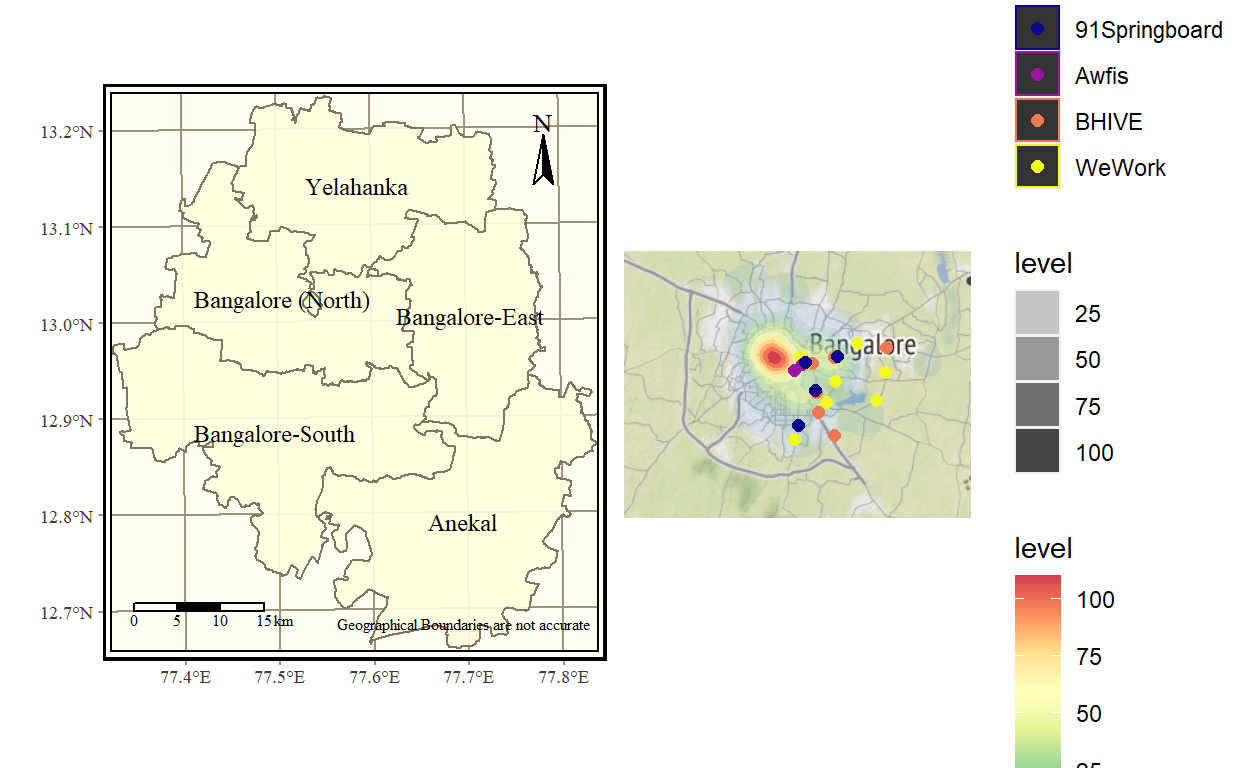 13.2°N
13.1°N
13.0°N
12.9°N
12.8°N
12.7°N
N
Yelahanka
Bangalore (North)
Bangalore-East
Bangalore-South
Anekal
0 5 10 15 km
Geographical Boundaries are not accurate
77.4°E 77.5°E 77.6°E 77.7°E 77.8°E
Bangalore
91Springboard
Awfis
BHIVE
WeWork
level
25
50
75
100
level
100
75
50